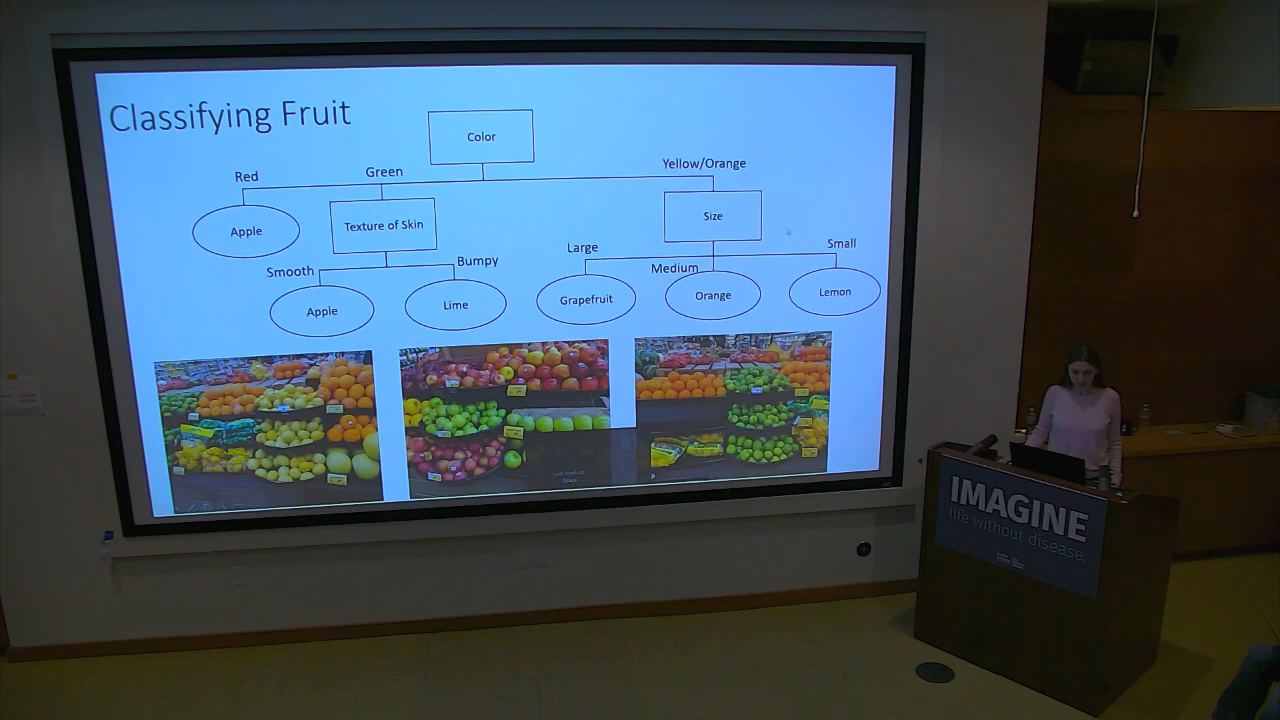 Classifying Fruit
Color
Red
Green
Yellow/Orange
Apple
Texture of Skin
Size
Smooth
Bumpy
Large
Medium
Small
Apple
Lime
Grapefruit
Orange
Lemon
IMAGINE
life without disease.